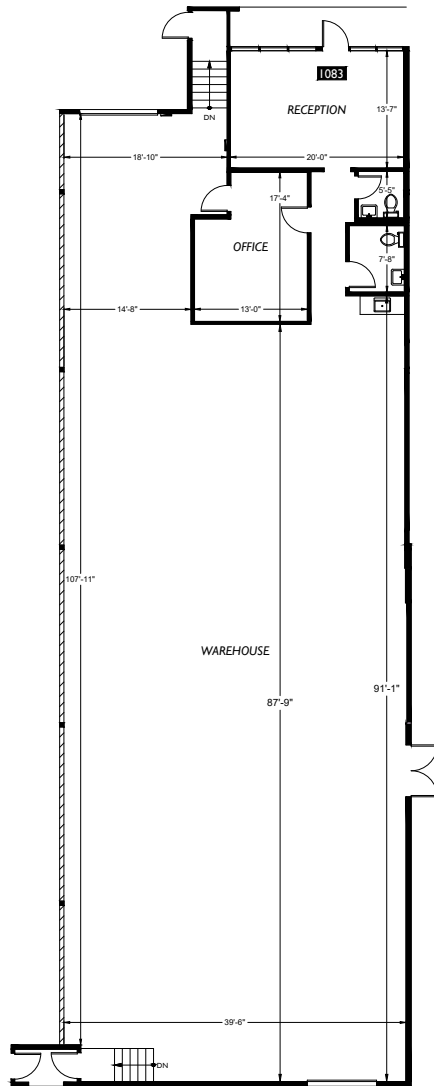 1083
RECEPTION
13'-7"
DN
18'-10"
20'-0"
17'-4"
5'-5"
OFFICE
7'-8"
14'-8"
13'-0"
107'-11"
WAREHOUSE
91'-1"
87'-9"
39'-6"
DN